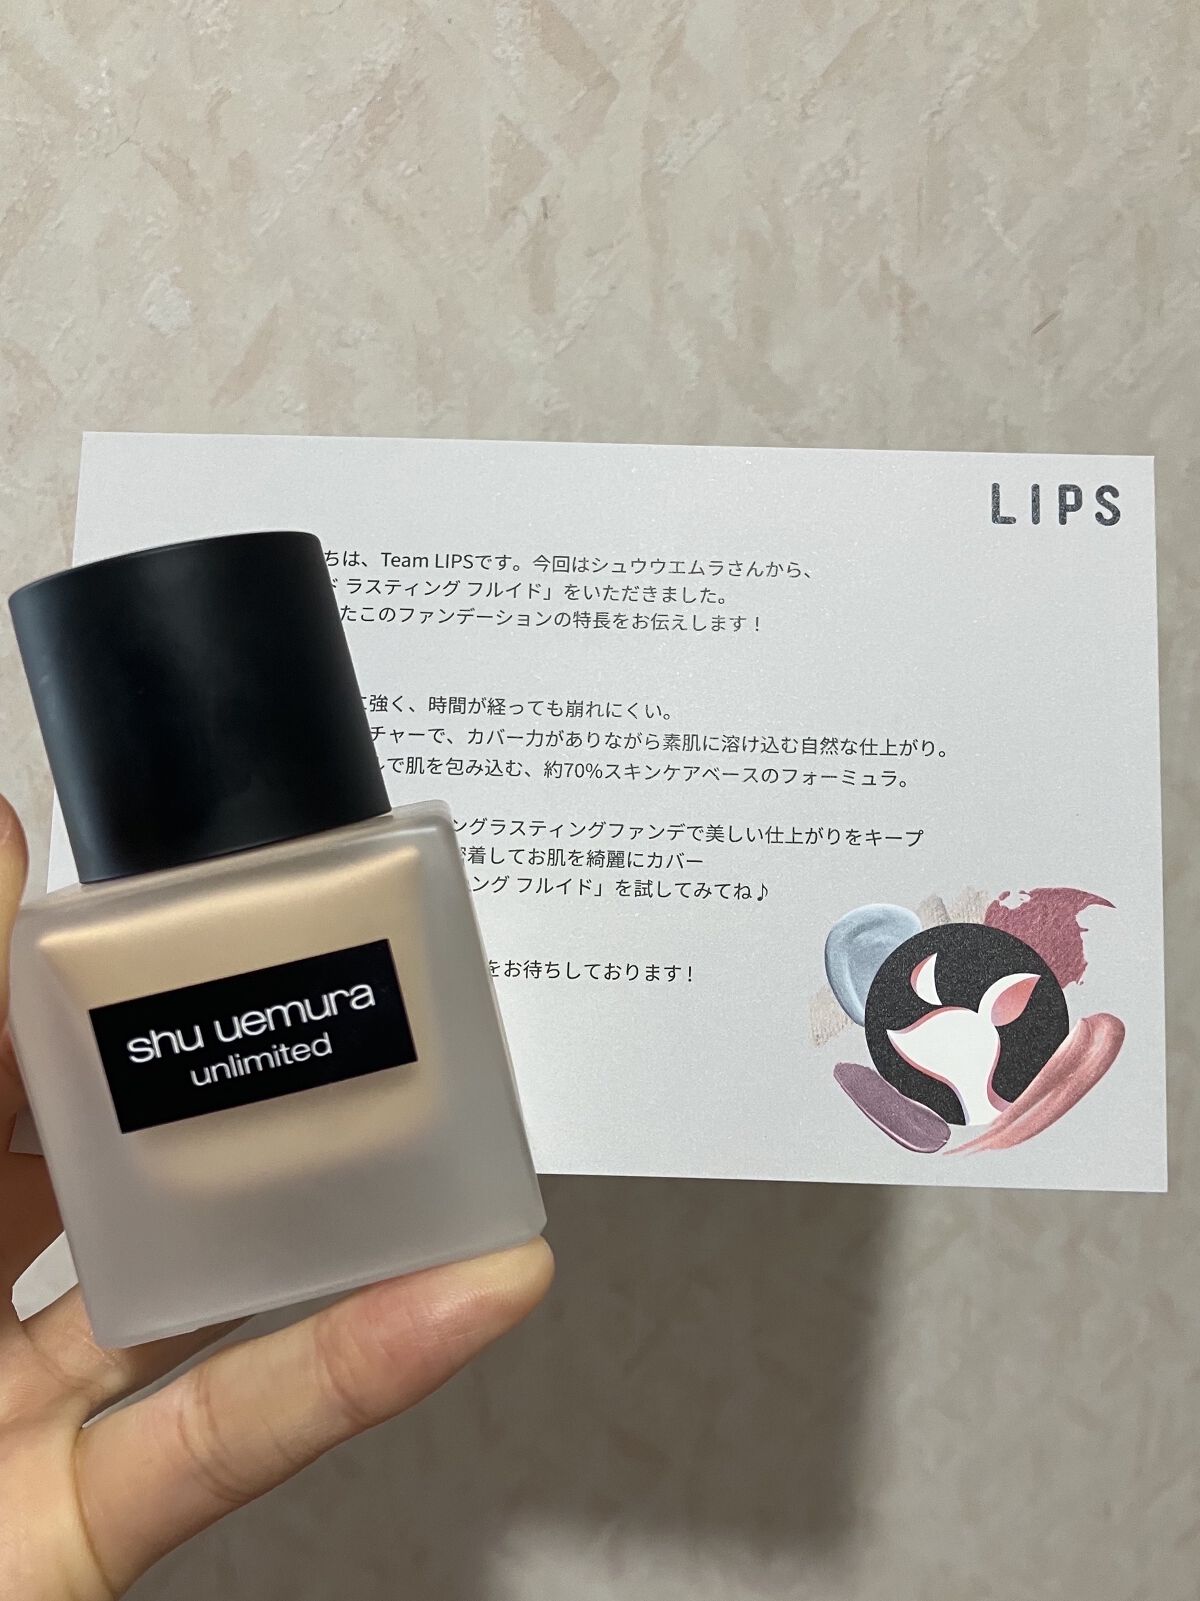 LIPS
ちは、Team LIPSです。今回はシュウウエムラさんから、
ド ラスティング フルイド」をいただきました。
たこのファンデーションの特長をお伝えします！
に強く、時間が経っても崩れにくい。
チャーで、カバー力がありながら素肌に溶け込む自然な仕上がり。
ルで肌を包み込む、約70%スキンケアベースのフォーミュラ。
ングラスティングファンデで美しい仕上がりをキープ
密着してお肌を綺麗にカバー
ング フルイド」を試してみてね♪
をお待ちしております！
shu uemura
unlimited